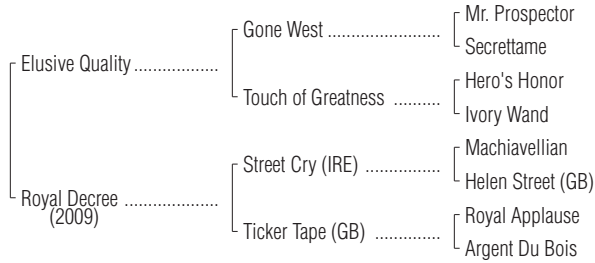 Mr. Prospector
Gone West ........................
Secrettame
Elusive Quality ..................
Hero's Honor
Touch of Greatness ..........
Ivory Wand
Machiavellian
Street Cry (IRE) ................
Helen Street (GB)
Royal Decree ....................
(2009)
Royal Applause
Ticker Tape (GB) ..............
Argent Du Bois